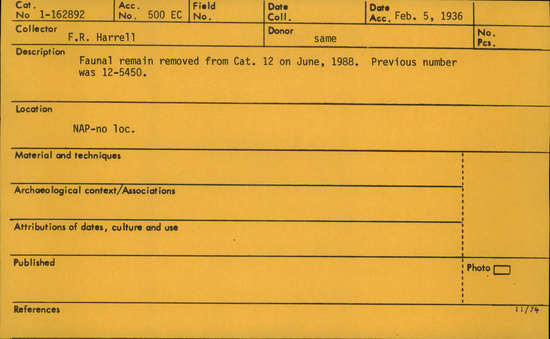 Cat. No 1-162892 Acc. No. 500 EC Field No. Date Coll. Date Acc. Feb. 5, 1936
Collector F.R. Harrell Donor same No. Pcs.
Description
Faunal remain removed from Cat. 12 on June, 1988. Previous number
was 12-5450.
Location
NAP-no loc.
Material and techniques
Archaeological context/Associations
Attributions of dates, culture and use
Published
Photo
References
11/74